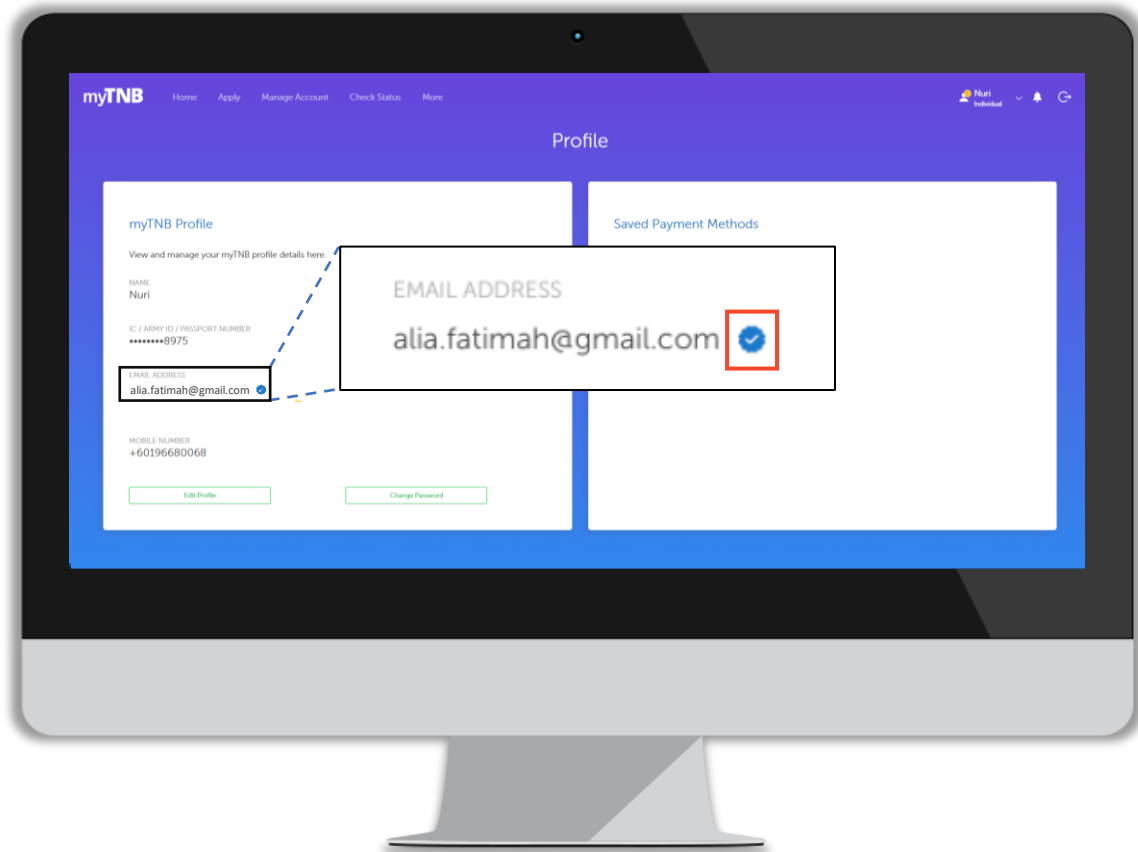 myTNB Home Apply Manage Account Check Status More Nuri
Individual
Profile
myTNB Profile
View and manage your myTNB profile details here.
NAME
Nuri
IC / ARMY ID / PASSPORT NUMBER
••••••••8975
EMAIL ADDRESS
alia.fatimah@gmail.com
MOBILE NUMBER
+60196680068
Edit Profile Change Password
Saved Payment Methods
EMAIL ADDRESS
alia.fatimah@gmail.com